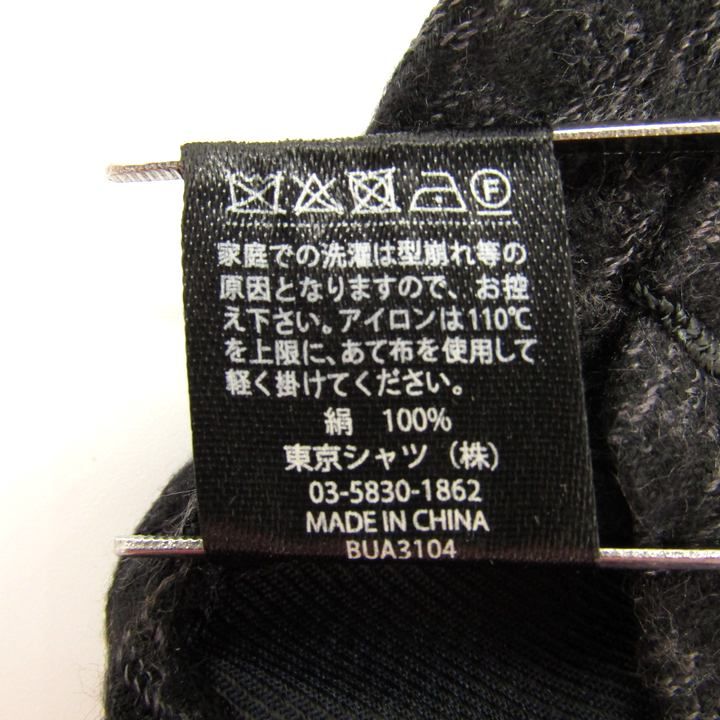 F
家庭での洗濯は型崩れ等の
原因となりますので、お控
え下さい。アイロンは110℃
を上限に、あて布を使用して
軽く掛けてください。
絹 100%
東京シャツ（株）
03-5830-1862
MADE IN CHINA
BUA3104